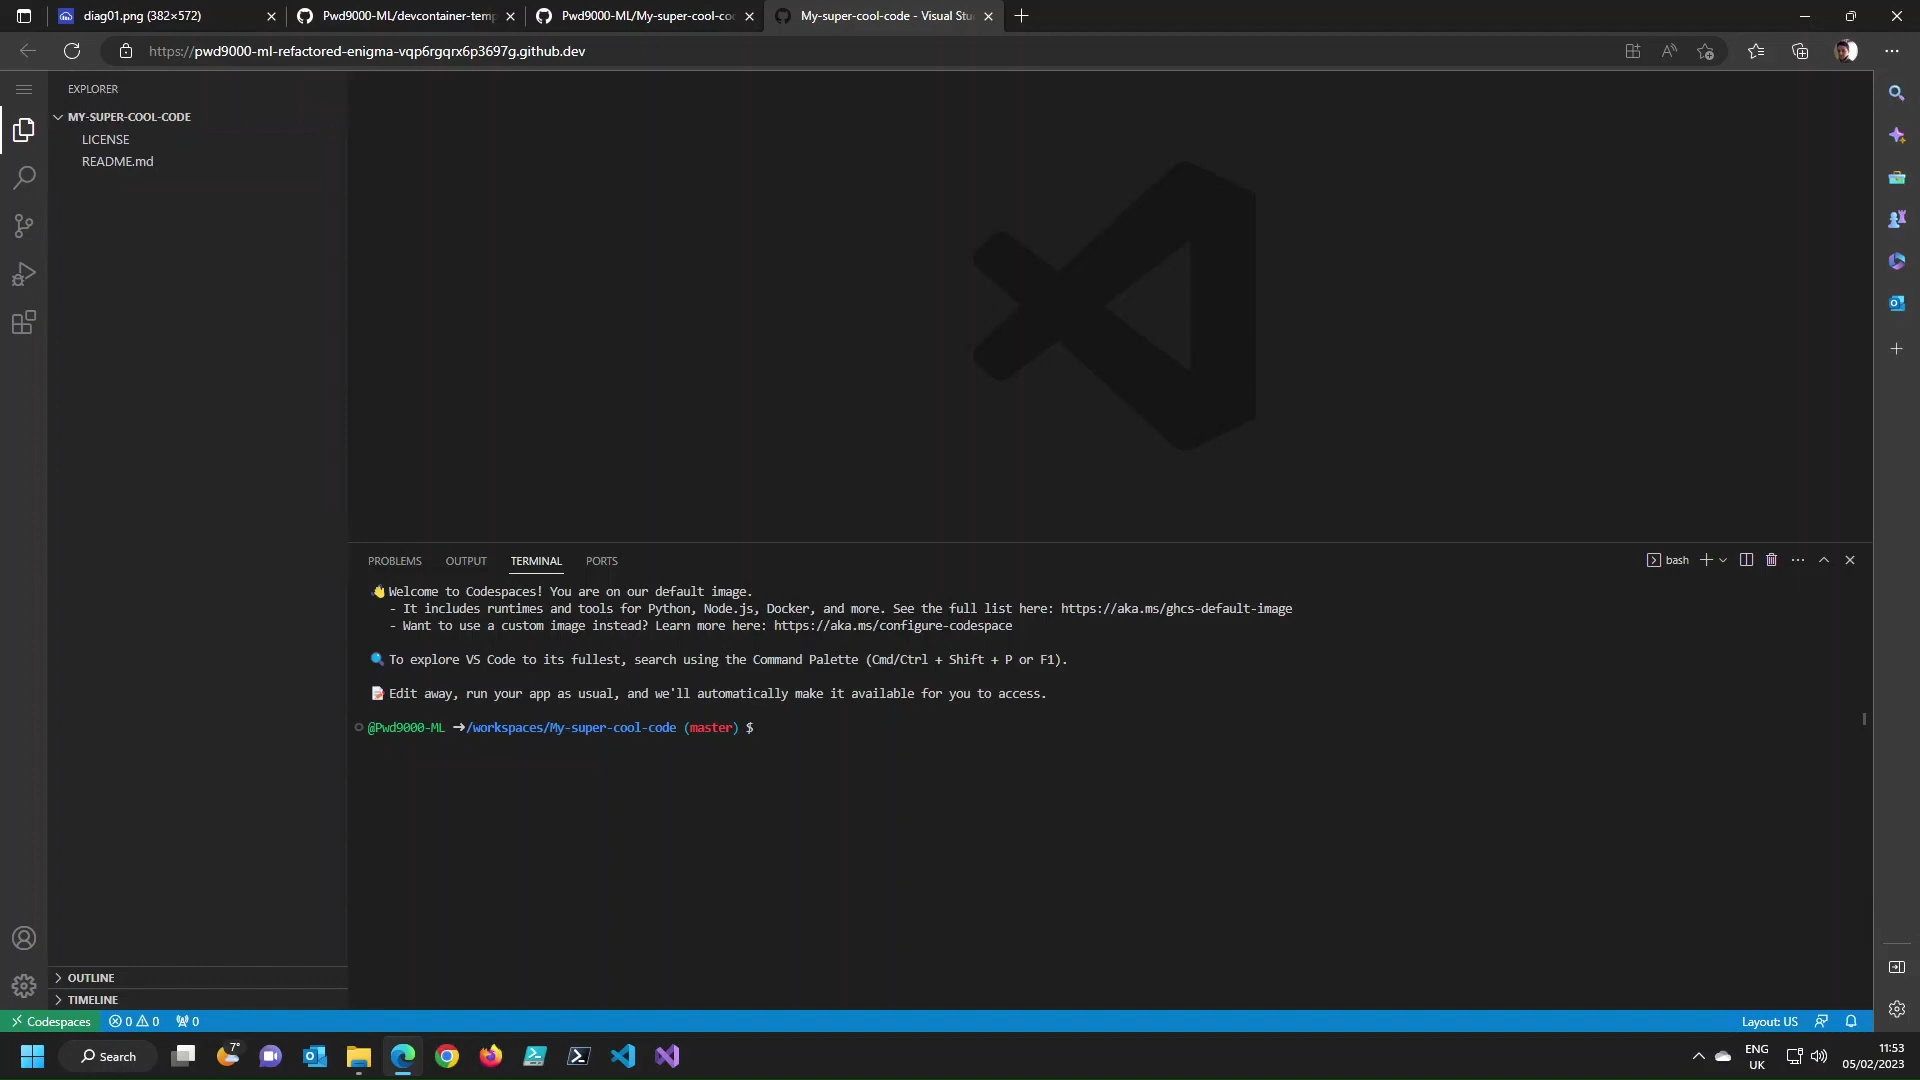 diag01.png (382×572)
Pwd9000-ML/devcontainer-temp
Pwd9000-ML/My-super-cool-co
My-super-cool-code - Visual Stu
https://pwd9000-ml-refactored-enigma-vqp6rgqrx6p3697g.github.dev
EXPLORER
MY-SUPER-COOL-CODE
LICENSE
README.md
PROBLEMS OUTPUT TERMINAL PORTS
bash
Welcome to Codespaces! You are on our default image.
- It includes runtimes and tools for Python, Node.js, Docker, and more. See the full list here: https://aka.ms/ghcs-default-image
- Want to use a custom image instead? Learn more here: https://aka.ms/configure-codespace
To explore VS Code to its fullest, search using the Command Palette (Cmd/Ctrl + Shift + P or F1).
Edit away, run your app as usual, and we'll automatically make it available for you to access.
@Pwd9000-ML ➜/workspaces/My-super-cool-code (master) $
OUTLINE
TIMELINE
Codespaces 0 0 0
Layout: US
Search
7°
ENG
UK
11:53
05/02/2023